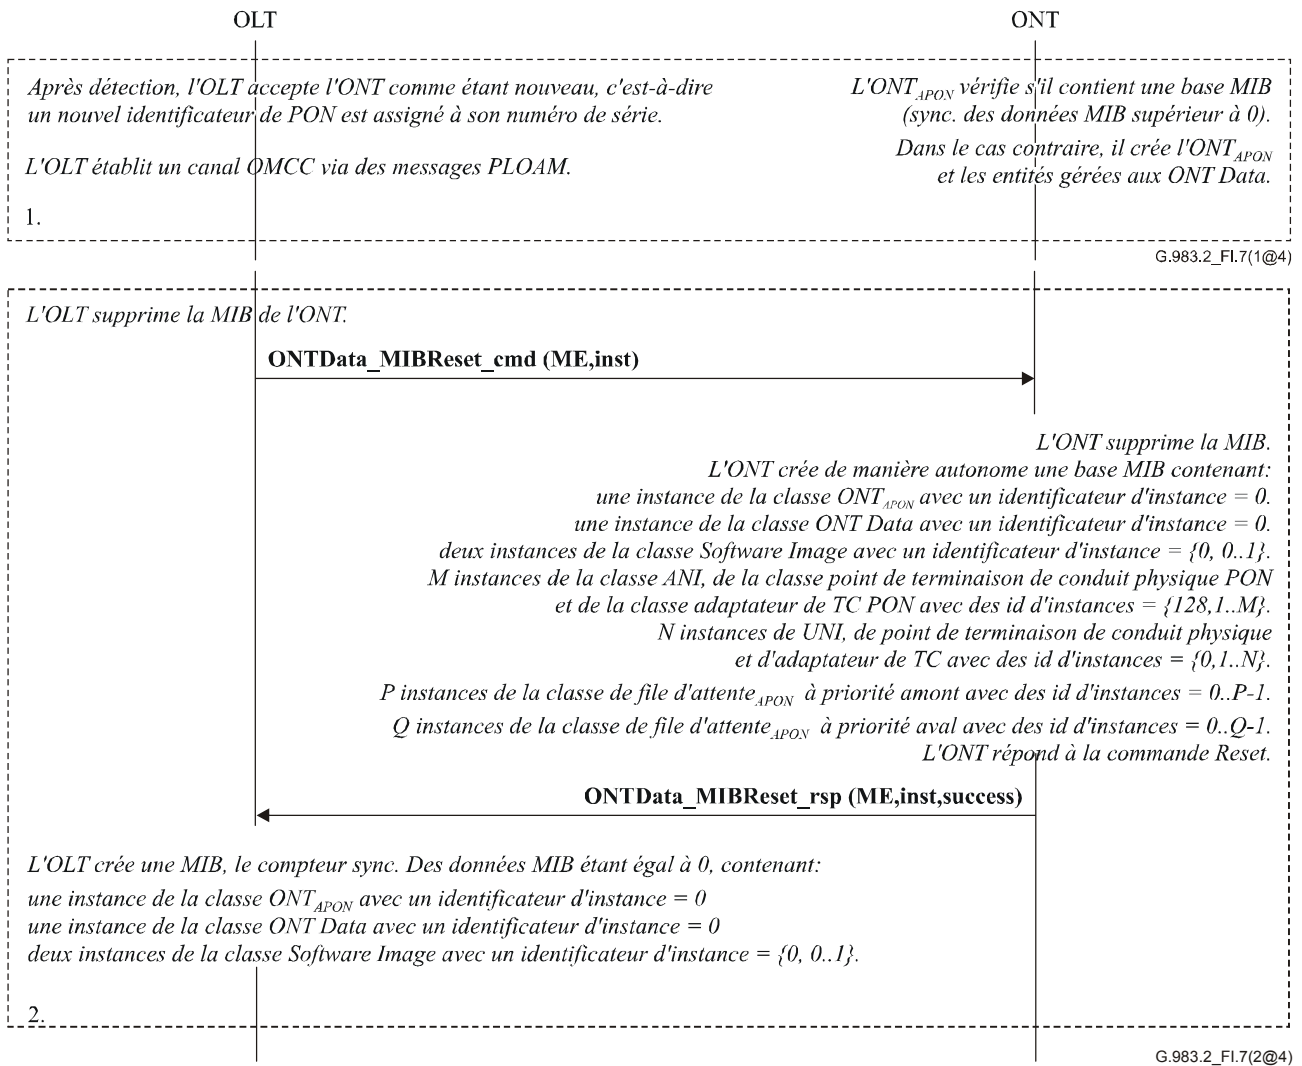 OLT
ONT
Après détection, l'OLT accepte l'ONT comme étant nouveau, c'est-à-dire
un nouvel identificateur de PON est assigné à son numéro de série.
L'OLT établit un canal OMCC via des messages PLOAM.
1.
L'ONT_APON vérifie s'il contient une base MIB
(sync. des données MIB supérieur à 0).
Dans le cas contraire, il crée l'ONT_APON
et les entités gérées aux ONT Data.
G.983.2_FI.7(1@4)
L'OLT supprime la MIB de l'ONT.
ONTData_MIBReset_cmd (ME,inst)
L'ONT supprime la MIB.
L'ONT crée de manière autonome une base MIB contenant:
une instance de la classe ONT_APON avec un identificateur d'instance = 0.
une instance de la classe ONT Data avec un identificateur d'instance = 0.
deux instances de la classe Software Image avec un identificateur d'instance = {0, 0..1}.
M instances de la classe ANI, de la classe point de terminaison de conduit physique PON
et de la classe adaptateur de TC PON avec des id d'instances = {128,1..M}.
N instances de UNI, de point de terminaison de conduit physique
et d'adaptateur de TC avec des id d'instances = {0,1..N}.
P instances de la classe de file d'attente_APON à priorité amont avec des id d'instances = 0..P-1.
Q instances de la classe de file d'attente_APON à priorité aval avec des id d'instances = 0..Q-1.
L'ONT répond à la commande Reset.
ONTData_MIBReset_rsp (ME,inst,success)
L'OLT crée une MIB, le compteur sync. Des données MIB étant égal à 0, contenant:
une instance de la classe ONT_APON avec un identificateur d'instance = 0
une instance de la classe ONT Data avec un identificateur d'instance = 0
deux instances de la classe Software Image avec un identificateur d'instance = {0, 0..1}.
2.
G.983.2_FI.7(2@4)